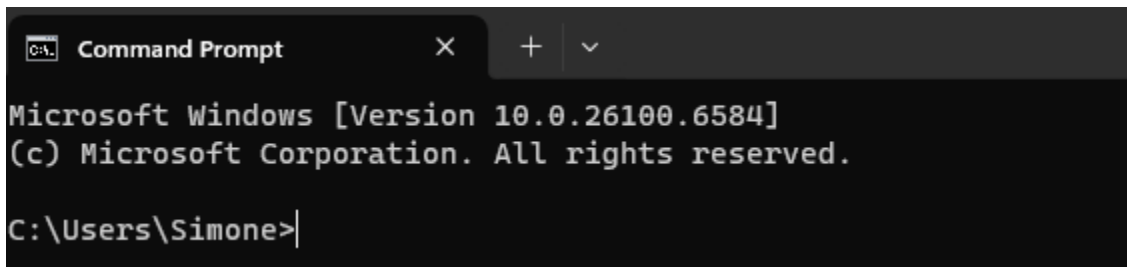 Command Prompt
Microsoft Windows [Version 10.0.26100.6584]
(c) Microsoft Corporation. All rights reserved.
C:\Users\Simone>